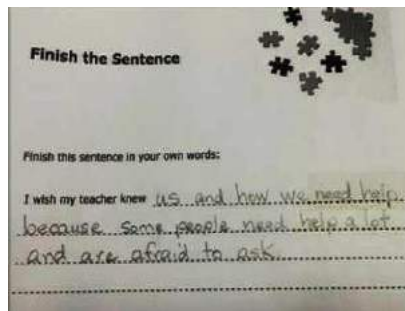 Finish the Sentence
Finish this sentence in your own words:
I wish my teacher knew us and how we need help
because some people need help a lot
and are afraid to ask.